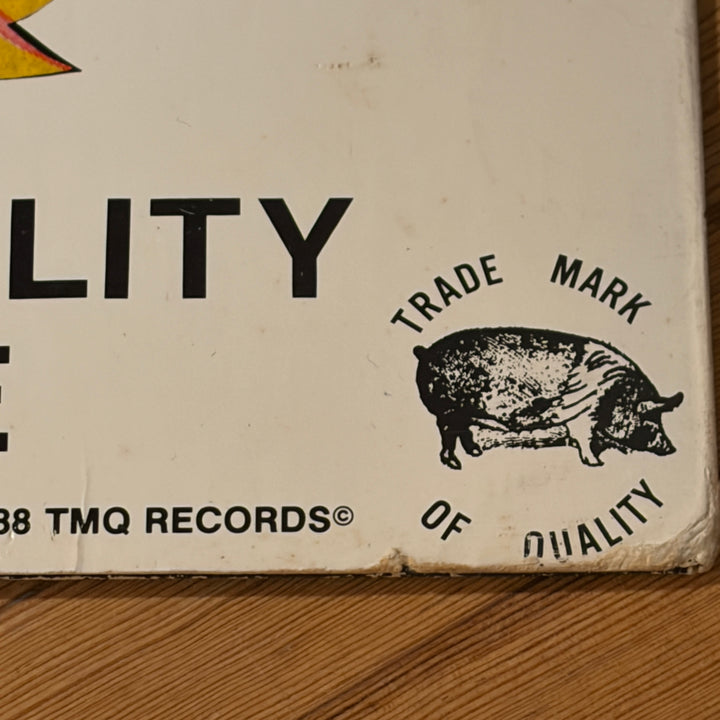 LITY
E
88 TMQ RECORDS©
TRADE MARK
OF QUALITY